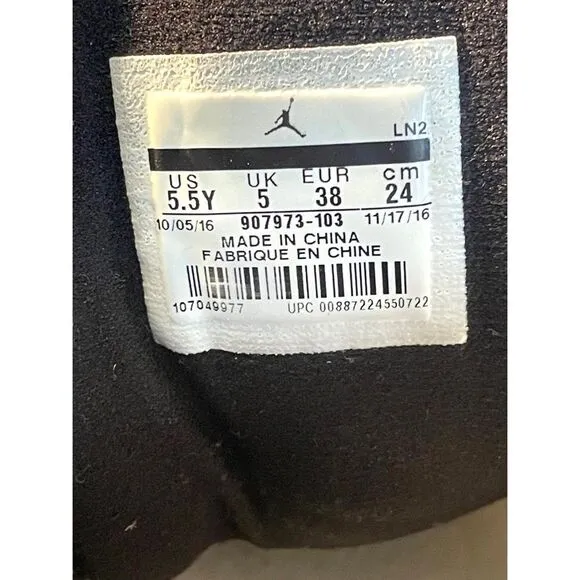 LN2
US UK EUR cm
5.5Y 5 38 24
10/05/16 907973-103 11/17/16
MADE IN CHINA
FABRIQUE EN CHINE
107049977 UPC 00887224550722